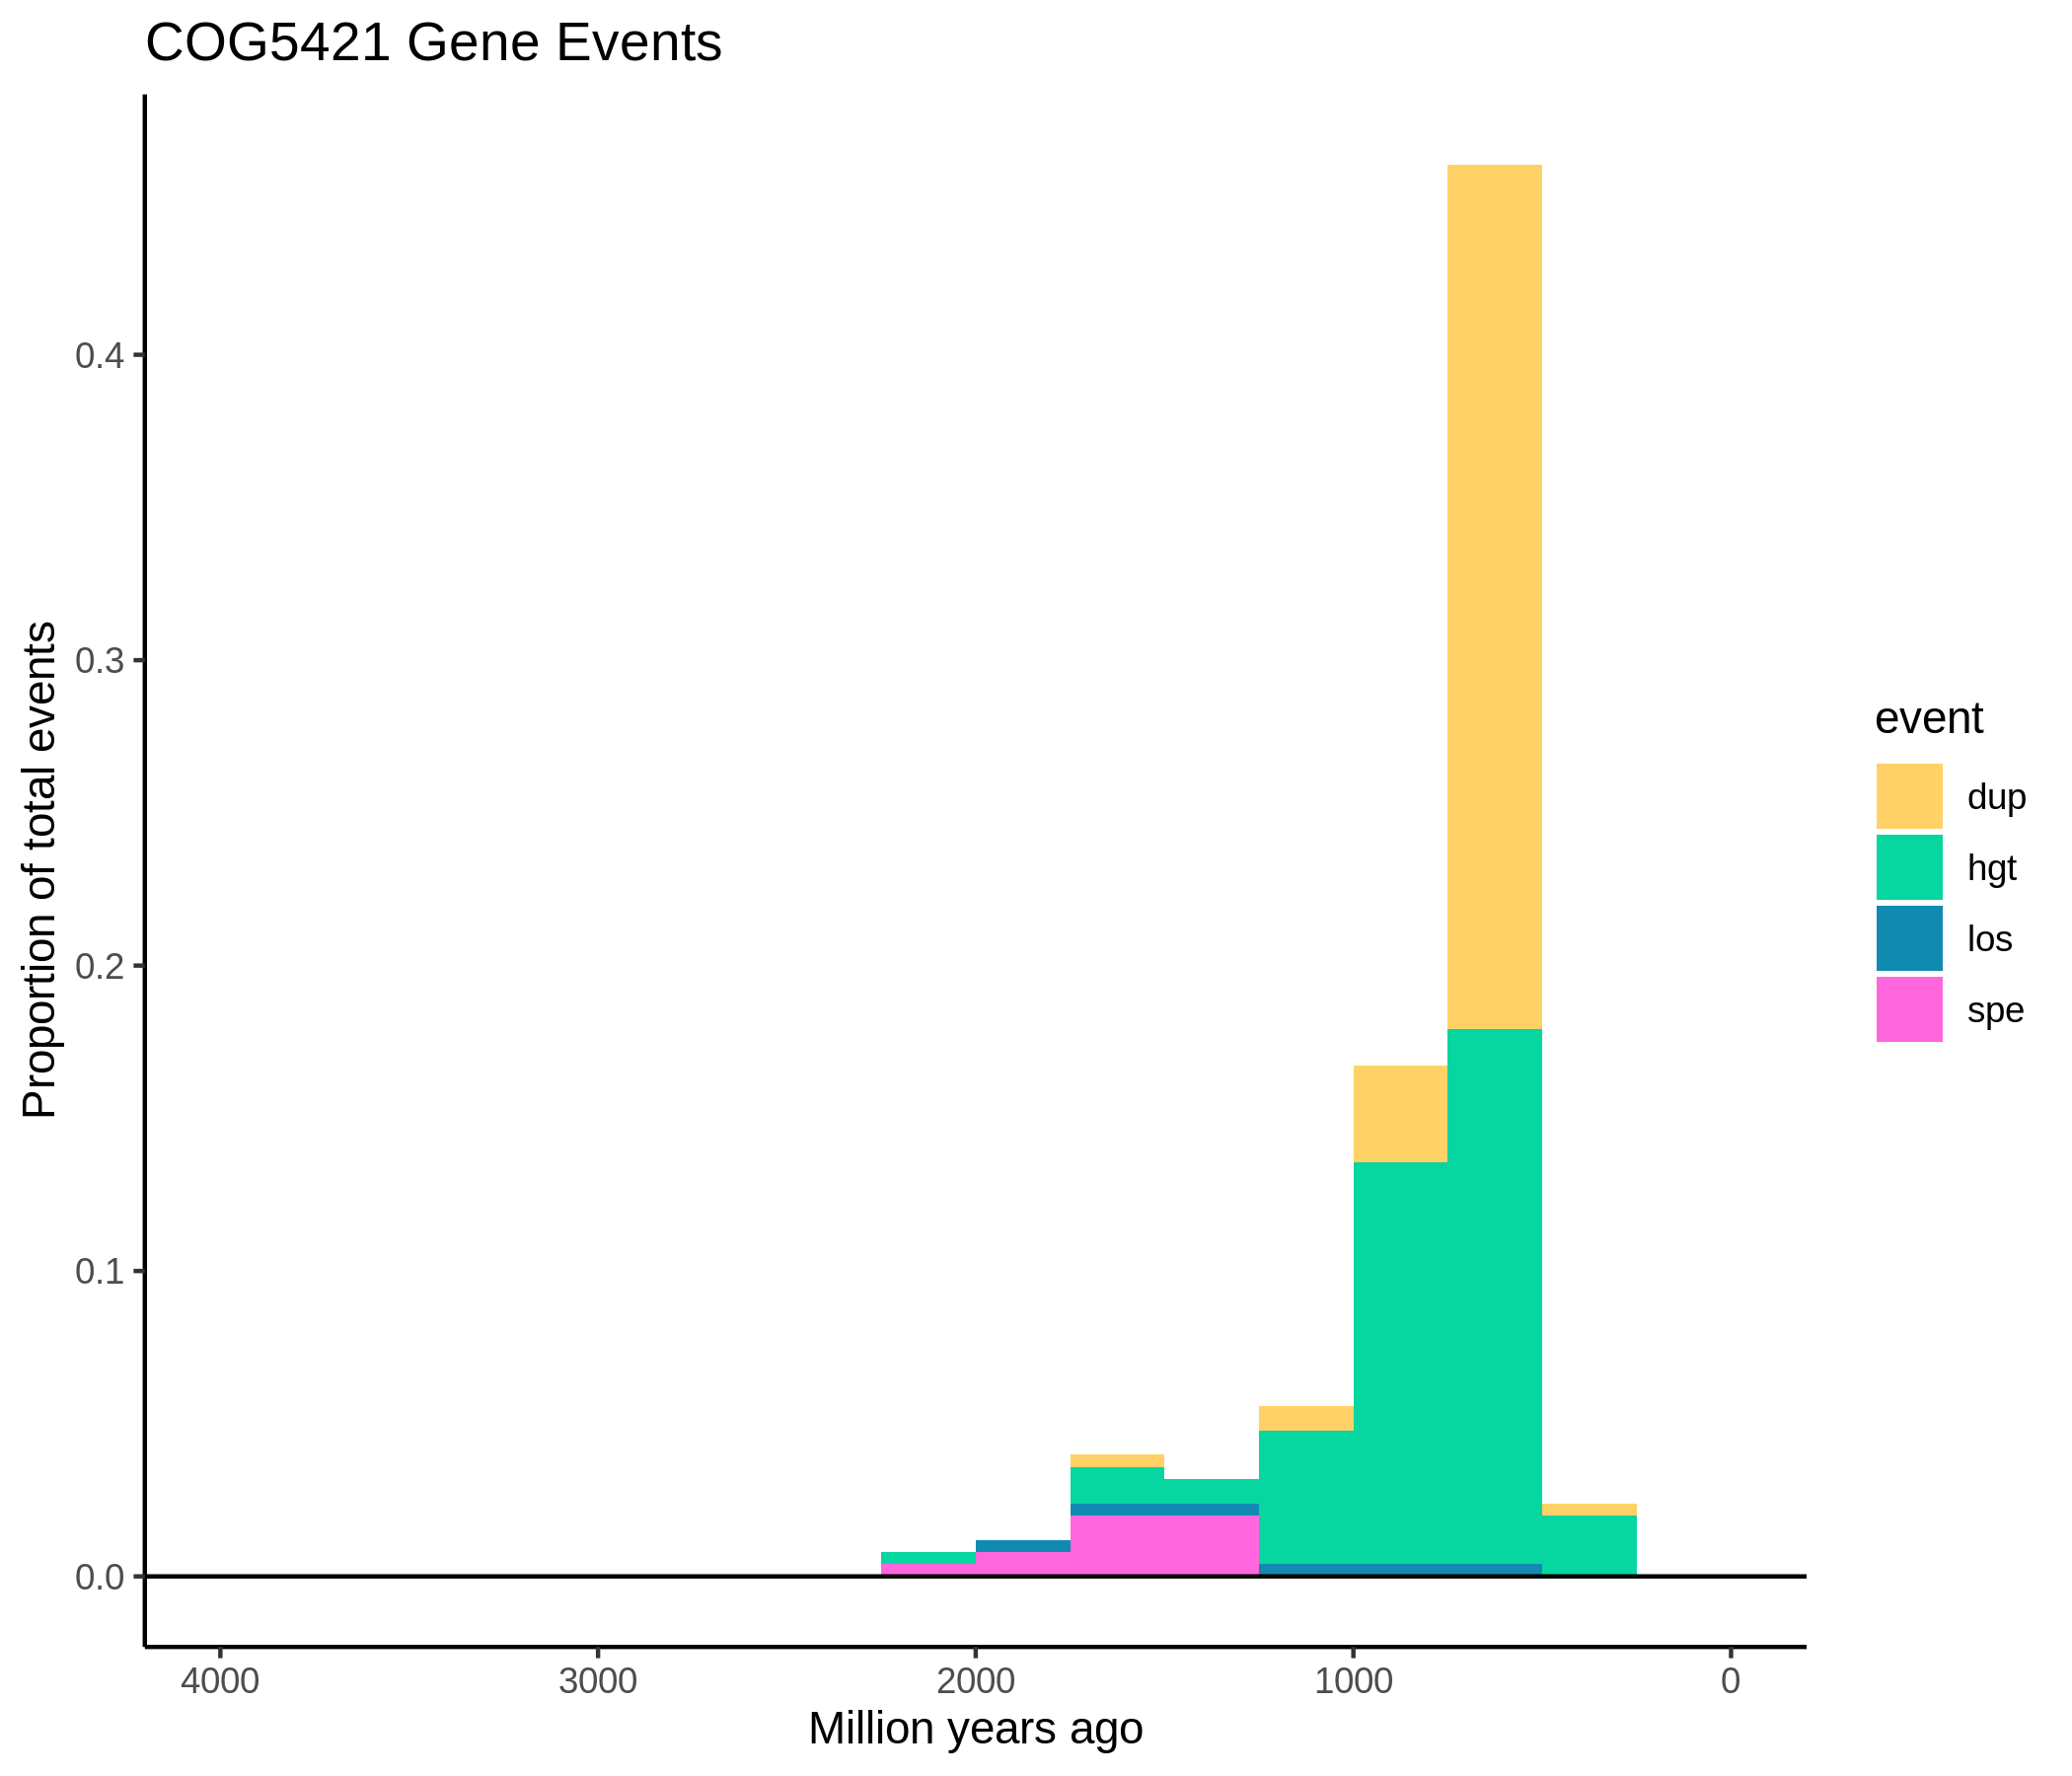 COG5421 Gene Events
Proportion of total events
0.4
0.3
0.2
0.1
0.0
4000 3000 2000 1000 0
Million years ago
event
dup
hgt
los
spe